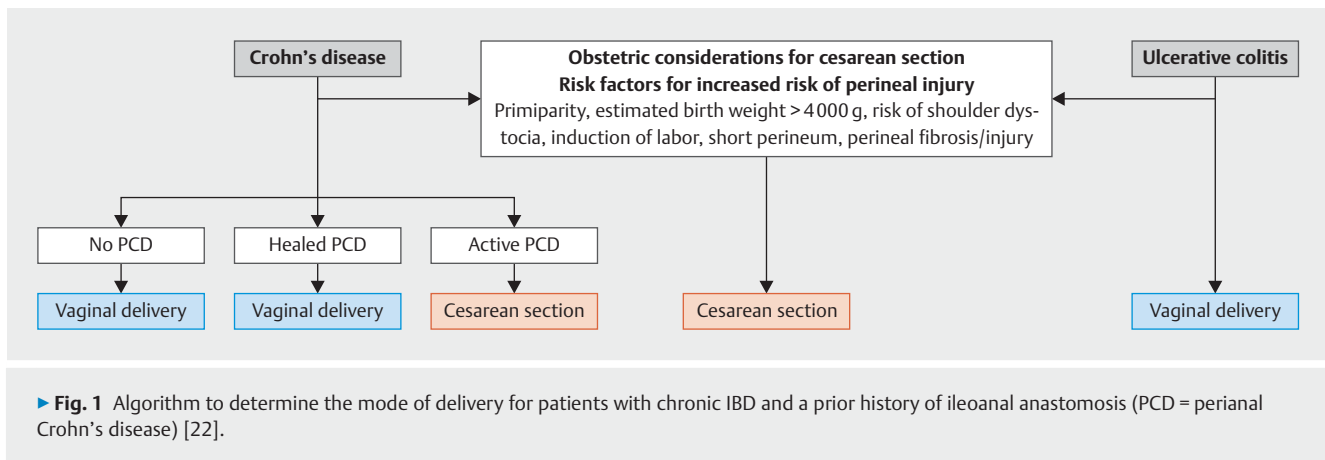 Crohn's disease
Obstetric considerations for cesarean section
Risk factors for increased risk of perineal injury
Primiparity, estimated birth weight > 4000 g, risk of shoulder dys-
tocia, induction of labor, short perineum, perineal fibrosis/injury
Ulcerative colitis
No PCD
Healed PCD
Active PCD
Vaginal delivery
Vaginal delivery
Cesarean section
Cesarean section
Vaginal delivery
▶ Fig. 1 Algorithm to determine the mode of delivery for patients with chronic IBD and a prior history of ileoanal anastomosis (PCD = perianal
Crohn's disease) [22].